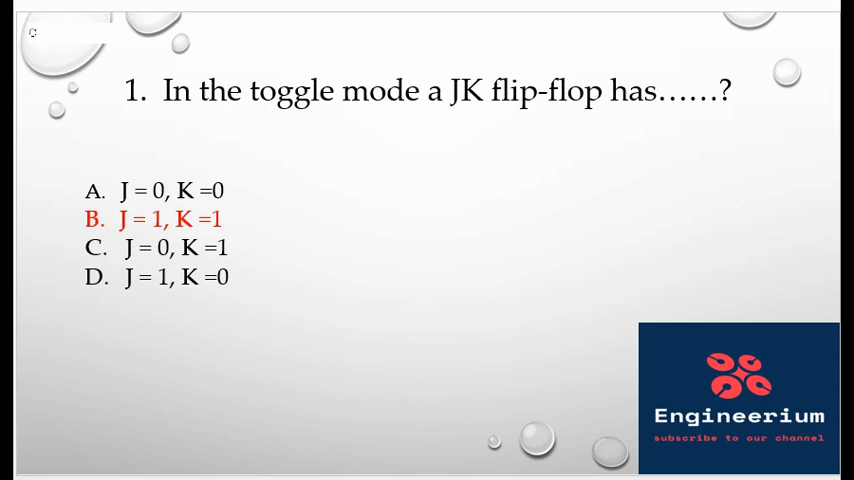 C
1. In the toggle mode a JK flip-flop has……?
A. J = 0, K =0
B. J = 1, K =1
C. J = 0, K =1
D. J = 1, K =0
Engineerium
subscribe to our channel